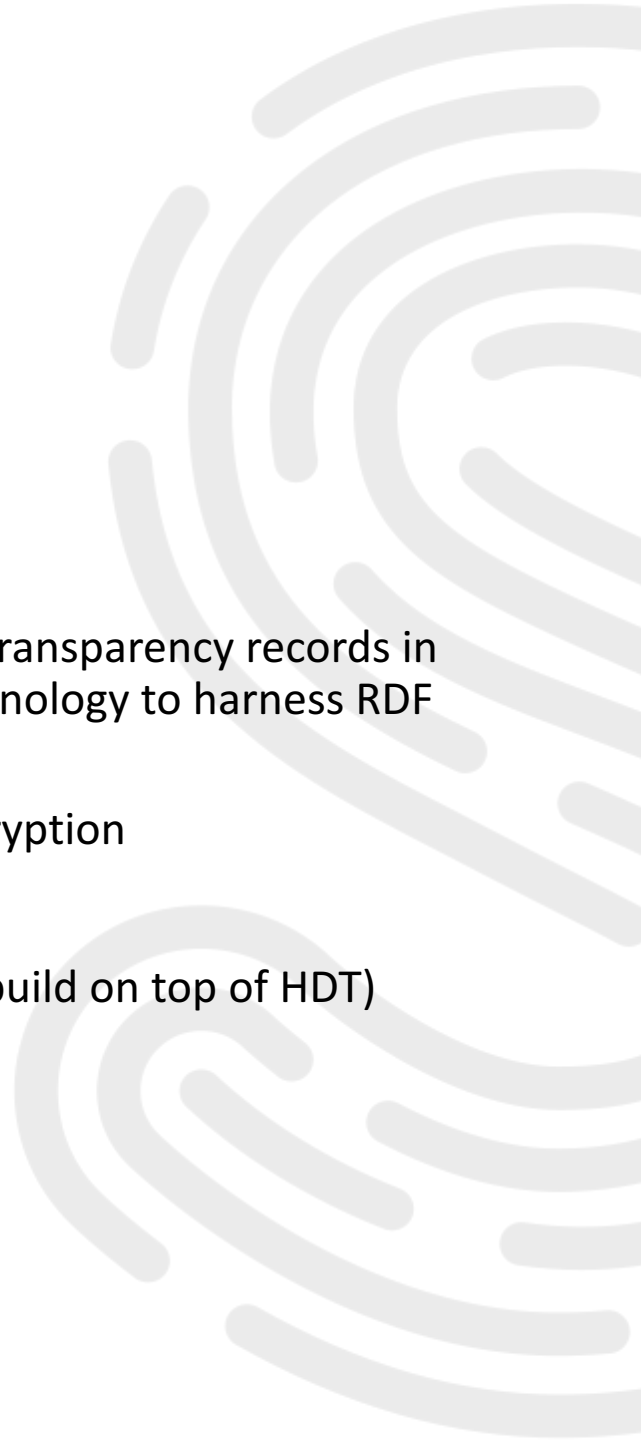 ransparency records in
nology to harness RDF
ryption
build on top of HDT)